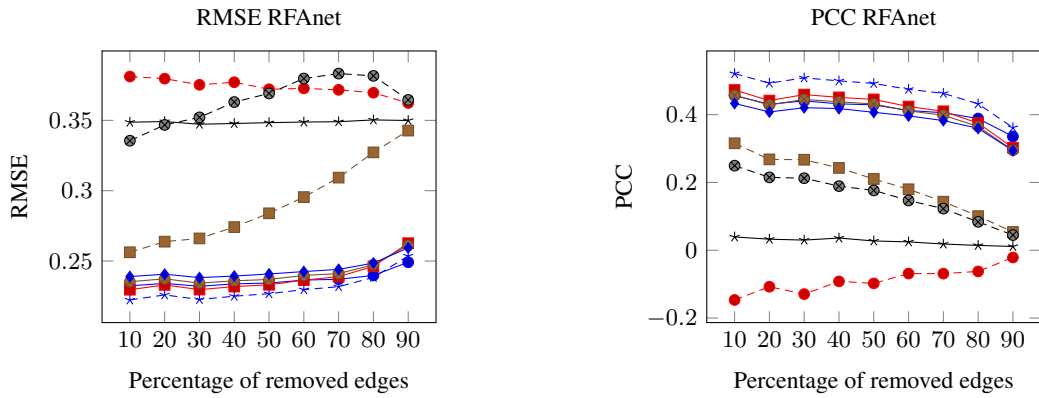 RMSE RFAnet
RMSE
0.35
0.3
0.25
10 20 30 40 50 60 70 80 90
Percentage of removed edges
PCC RFAnet
PCC
0.4
0.2
0
−0.2
10 20 30 40 50 60 70 80 90
Percentage of removed edges